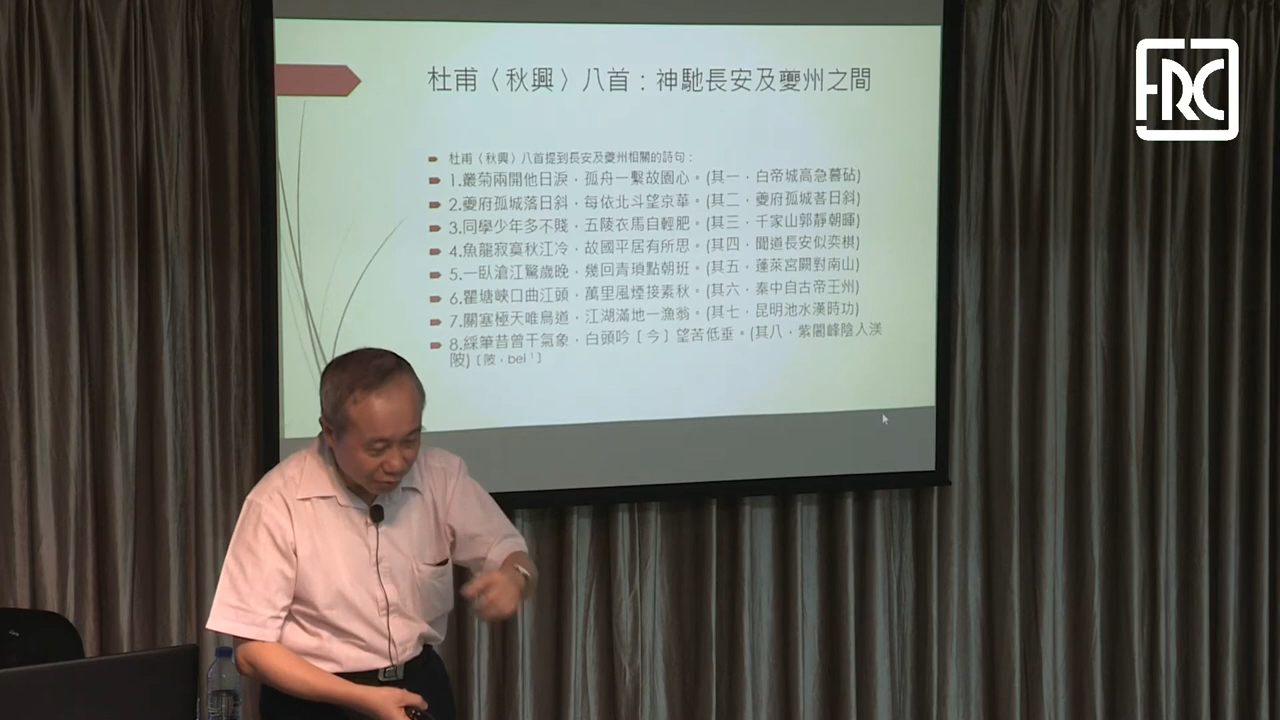 杜甫〈秋興〉八首：神馳長安及夔州之間
杜甫〈秋興〉八首提到長安及夔州相關的詩句：
1.叢菊兩開他日淚，孤舟一繫故園心。(其一，白帝城高急暮砧)
2.夔府孤城落日斜，每依北斗望京華。(其二，夔府孤城落日斜)
3.同學少年多不賤，五陵衣馬自輕肥。(其三，千家山郭靜朝暉)
4.魚龍寂寞秋江冷，故國平居有所思。(其四，聞道長安似奕棋)
5.一臥滄江驚歲晚，幾回青瑣點朝班。(其五，蓬萊宮闕對南山)
6.瞿塘峽口曲江頭，萬里風煙接素秋。(其六，秦中自古帝王州)
7.關塞極天唯鳥道，江湖滿地一漁翁。(其七，昆明池水漢時功)
8.綵筆昔曾干氣象，白頭吟〔今〕望苦低垂。(其八，紫閣峰陰入渼
陂)〔陂，bei¹〕
FRC